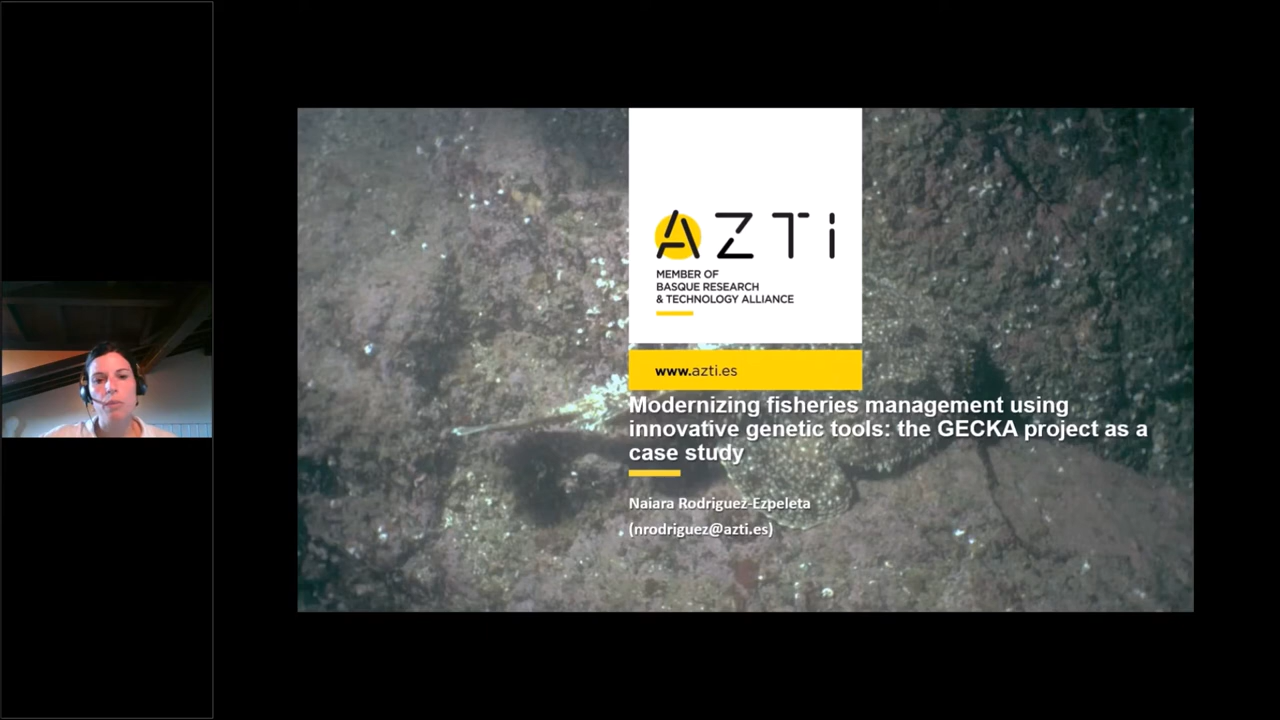 AZTi
MEMBER OF
BASQUE RESEARCH
& TECHNOLOGY ALLIANCE
www.azti.es
Modernizing fisheries management using
innovative genetic tools: the GECKA project as a
case study
Naiara Rodriguez-Ezpeleta
(nrodriguez@azti.es)